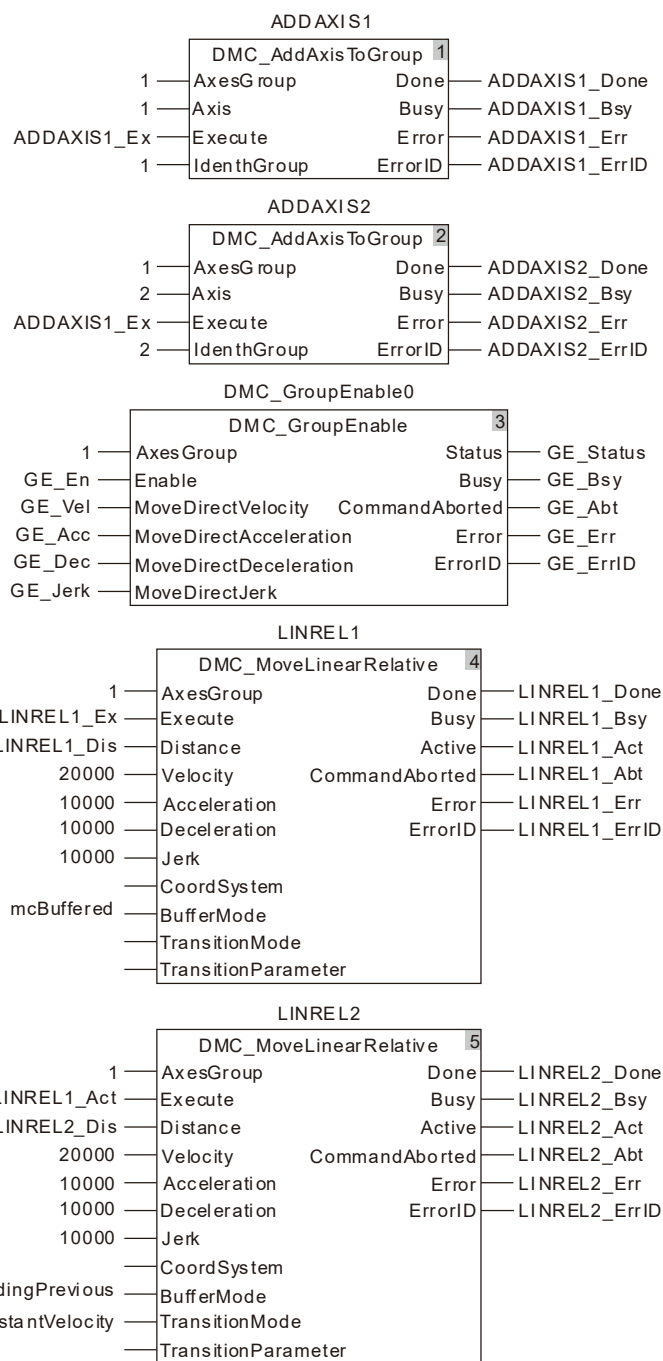 ADDAXIS1
DMC_AddAxisToGroup 1
1 AxesGroup Done ADDAXIS1_Done
1 Axis Busy ADDAXIS1_Bsy
ADDAXIS1_Ex Execute Error ADDAXIS1_Err
1 IdenthGroup ErrorID ADDAXIS1_ErrID
ADDAXIS2
DMC_AddAxisToGroup 2
1 AxesGroup Done ADDAXIS2_Done
2 Axis Busy ADDAXIS2_Bsy
ADDAXIS1_Ex Execute Error ADDAXIS2_Err
2 IdenthGroup ErrorID ADDAXIS2_ErrID
DMC_GroupEnable0
DMC_GroupEnable 3
1 AxesGroup Status GE_Status
GE_En Enable Busy GE_Bsy
GE_Vel MoveDirectVelocity CommandAborted GE_Abt
GE_Acc MoveDirectAcceleration Error GE_Err
GE_Dec MoveDirectDeceleration ErrorID GE_ErrID
GE_Jerk MoveDirectJerk
LINREL1
DMC_MoveLinearRelative 4
1 AxesGroup Done LINREL1_Done
LINREL1_Ex Execute Busy LINREL1_Bsy
LINREL1_Dis Distance Active LINREL1_Act
20000 Velocity CommandAborted LINREL1_Abt
10000 Acceleration Error LINREL1_Err
10000 Deceleration ErrorID LINREL1_ErrID
10000 Jerk
CoordSystem
mcBuffered BufferMode
TransitionMode
TransitionParameter
LINREL2
DMC_MoveLinearRelative 5
1 AxesGroup Done LINREL2_Done
LINREL1_Act Execute Busy LINREL2_Bsy
LINREL2_Dis Distance Active LINREL2_Act
20000 Velocity CommandAborted LINREL2_Abt
10000 Acceleration Error LINREL2_Err
10000 Deceleration ErrorID LINREL2_ErrID
10000 Jerk
CoordSystem
dingPrevious BufferMode
stantVelocity TransitionMode
TransitionParameter